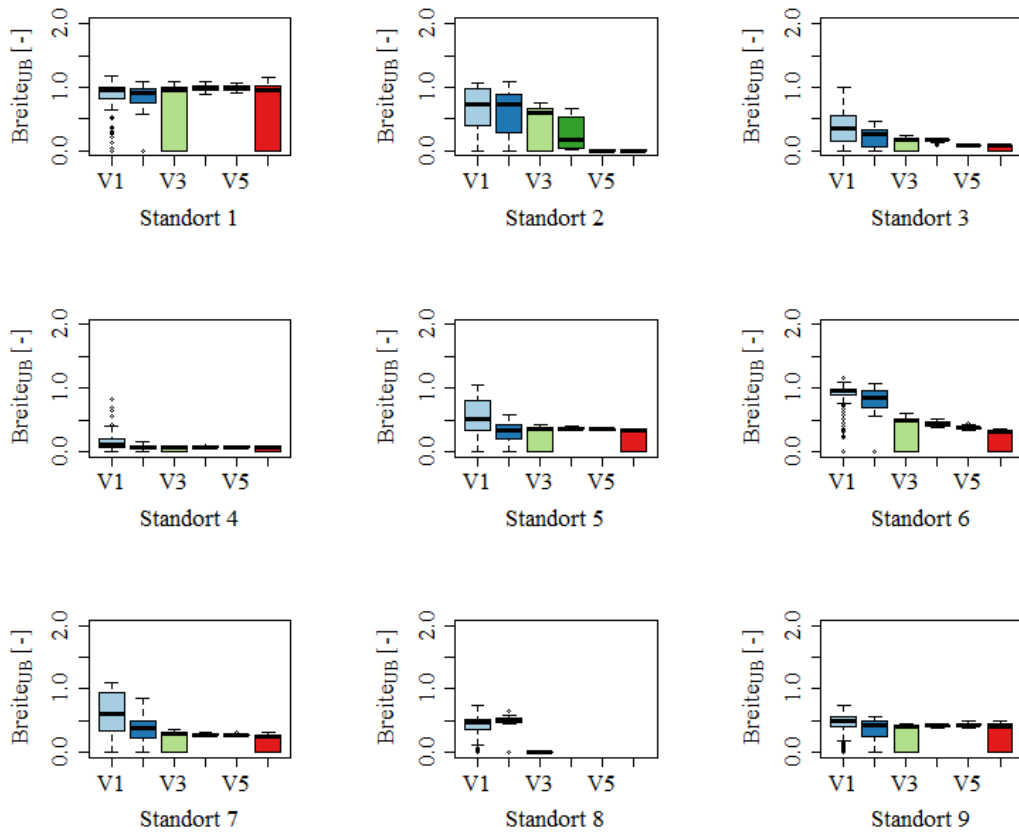 Breite_UB [-]
2.0
1.0
0.0
V1 V3 V5
Standort 1
Breite_UB [-]
2.0
1.0
0.0
V1 V3 V5
Standort 2
Breite_UB [-]
2.0
1.0
0.0
V1 V3 V5
Standort 3
Breite_UB [-]
2.0
1.0
0.0
V1 V3 V5
Standort 4
Breite_UB [-]
2.0
1.0
0.0
V1 V3 V5
Standort 5
Breite_UB [-]
2.0
1.0
0.0
V1 V3 V5
Standort 6
Breite_UB [-]
2.0
1.0
0.0
V1 V3 V5
Standort 7
Breite_UB [-]
2.0
1.0
0.0
V1 V3 V5
Standort 8
Breite_UB [-]
2.0
1.0
0.0
V1 V3 V5
Standort 9